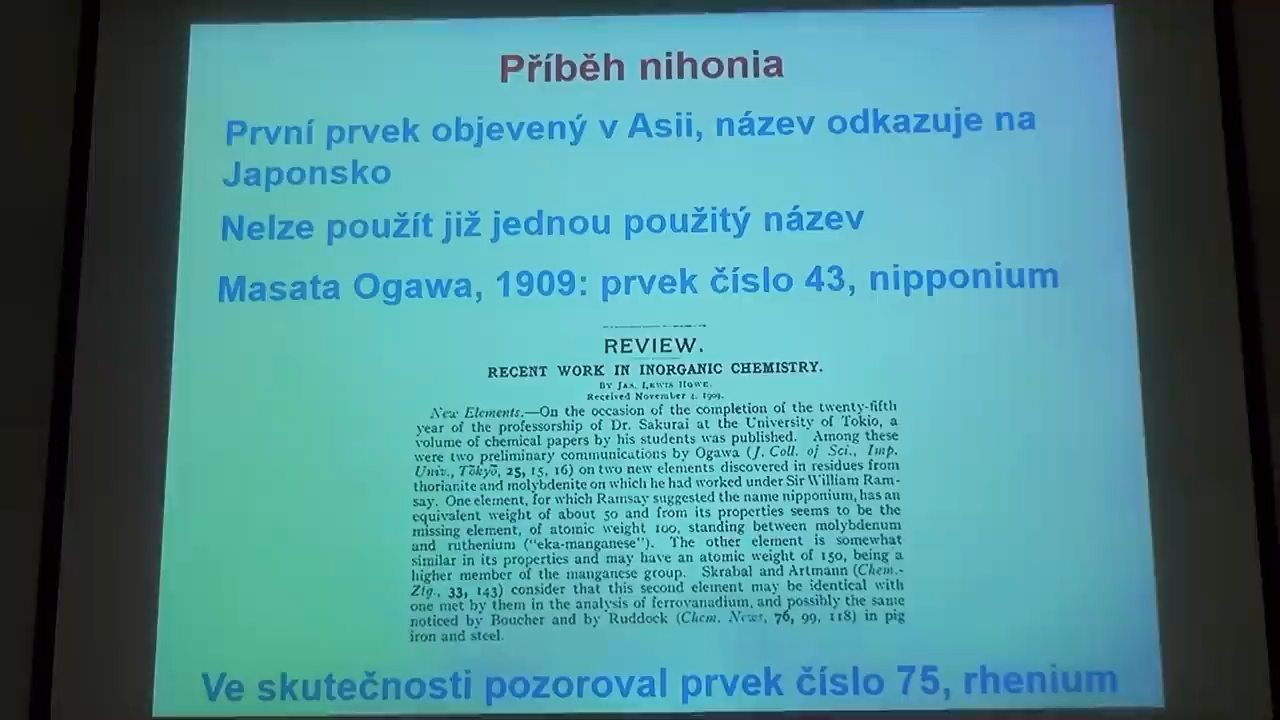 Příběh nihonia
První prvek objevený v Asii, název odkazuje na
Japonsko
Nelze použít již jednou použitý název
Masata Ogawa, 1909: prvek číslo 43, nipponium
REVIEW.
RECENT WORK IN INORGANIC CHEMISTRY.
BY JAS. LEWIS HOWE.
Received November 4, 1909.
New Elements.—On the occasion of the completion of the twenty-fifth
year of the professorship of Dr. Sakurai at the University of Tokio, a
volume of chemical papers by his students was published. Among these
were two preliminary communications by Ogawa (J. Coll. of Sci., Imp.
Univ., Tōkyō, 25, 15, 16) on two new elements discovered in residues from
thorianite and molybdenite on which he had worked under Sir William Ram-
say. One element, for which Ramsay suggested the name nipponium, has an
equivalent weight of about 50 and from its properties seems to be the
missing element, of atomic weight 100, standing between molybdenum
and ruthenium ("eka-manganese"). The other element is somewhat
similar in its properties and may have an atomic weight of 150, being a
higher member of the manganese group. Skrabal and Artmann (Chem.-
Ztg., 33, 143) consider that this second element may be identical with
one met by them in the analysis of ferrovanadium, and possibly the same
noticed by Boucher and by Ruddock (Chem. News, 76, 99, 118) in pig
iron and steel.
Ve skutečnosti pozoroval prvek číslo 75, rhenium